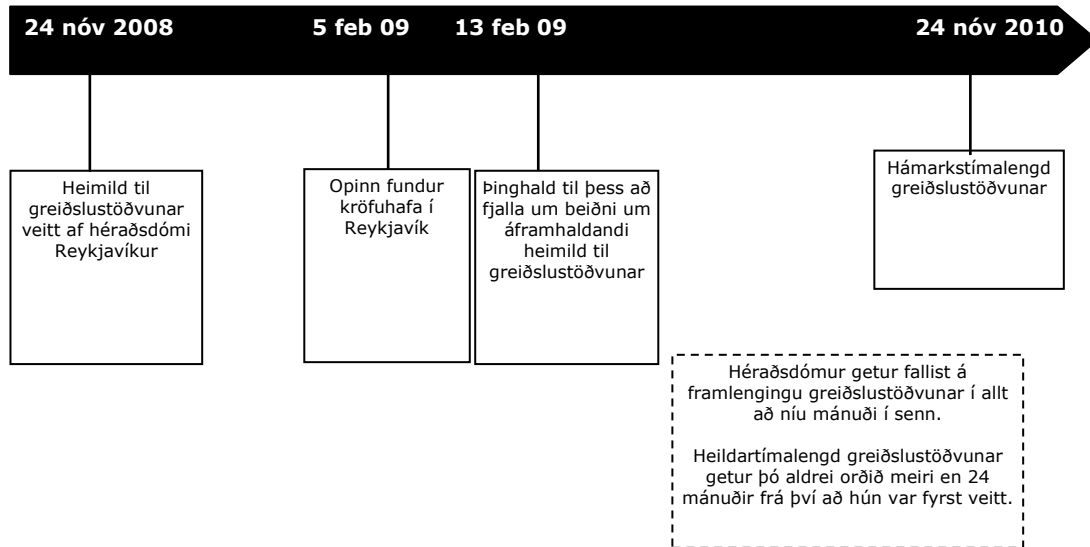 24 nóv 2008
5 feb 09
13 feb 09
24 nóv 2010
Heimild til
greiðslustöðvunar
veitt af héraðsdómi
Reykjavíkur
Opinn fundur
kröfuhafa í
Reykjavík
Þinghald til þess að
fjalla um beiðni um
áframhaldandi
heimild til
greiðslustöðvunar
Hámarkstímalengd
greiðslustöðvunar
Héraðsdómur getur fallist á
framlengingu greiðslustöðvunar í allt
að níu mánuði í senn.
Heildartímalengd greiðslustöðvunar
getur þó aldrei orðið meiri en 24
mánuðir frá því að hún var fyrst veitt.